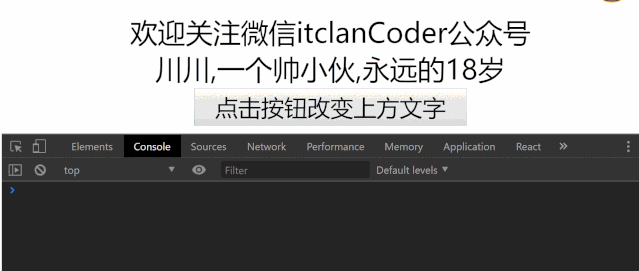 欢迎关注微信itclanCoder公众号
川川,一个帅小伙,永远的18岁
点击按钮改变上方文字
Elements Console Sources Network Performance Memory Application React »
top Filter Default levels